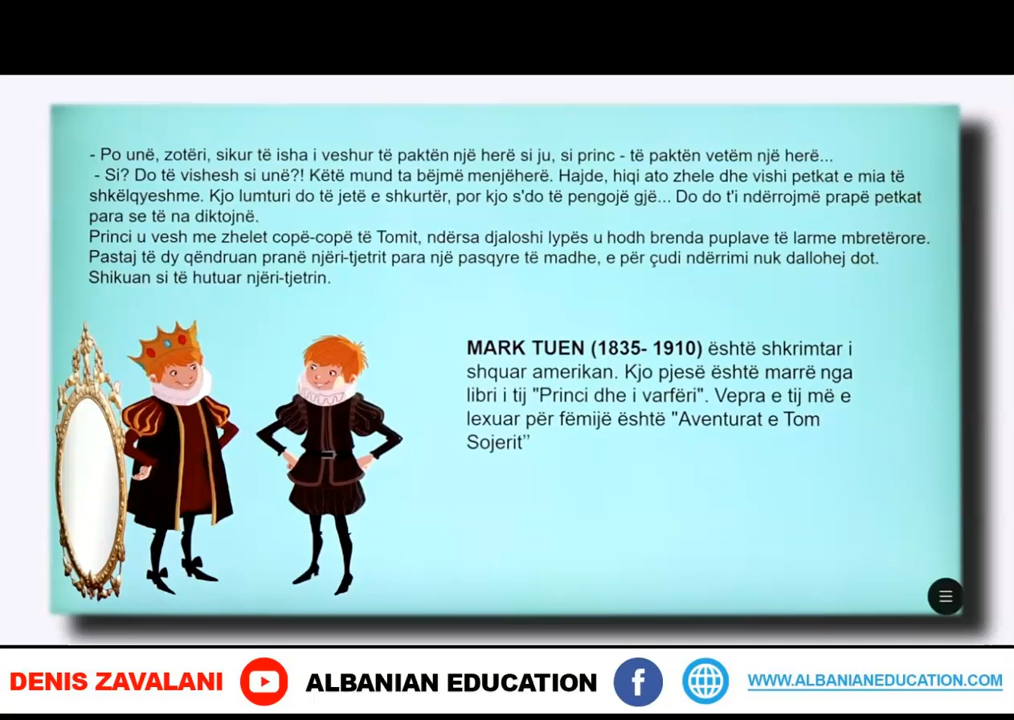 - Po unë, zotëri, sikur të isha i veshur të paktën një herë si ju, si princ - të paktën vetëm një herë...
- Si? Do të vishesh si unë?! Këtë mund ta bëjmë menjëherë. Hajde, hiqi ato zhele dhe vishi petkat e mia të
shkëlqyeshme. Kjo lumturi do të jetë e shkurtër, por kjo s'do të pengojë gjë... Do do t'i ndërrojmë prapë petkat
para se të na diktojnë.
Princi u vesh me zhelet copë-copë të Tomit, ndërsa djaloshi lypës u hodh brenda puplave të larme mbretërore.
Pastaj të dy qëndruan pranë njëri-tjetrit para një pasqyre të madhe, e për çudi ndërrimi nuk dallohej dot.
Shikuan si të hutuar njëri-tjetrin.
MARK TUEN (1835- 1910) është shkrimtar i
shquar amerikan. Kjo pjesë është marrë nga
libri i tij "Princi dhe i varfëri". Vepra e tij më e
lexuar për fëmijë është "Aventurat e Tom
Sojerit"
DENIS ZAVALANI ALBANIAN EDUCATION f WWW.ALBANIANEDUCATION.COM